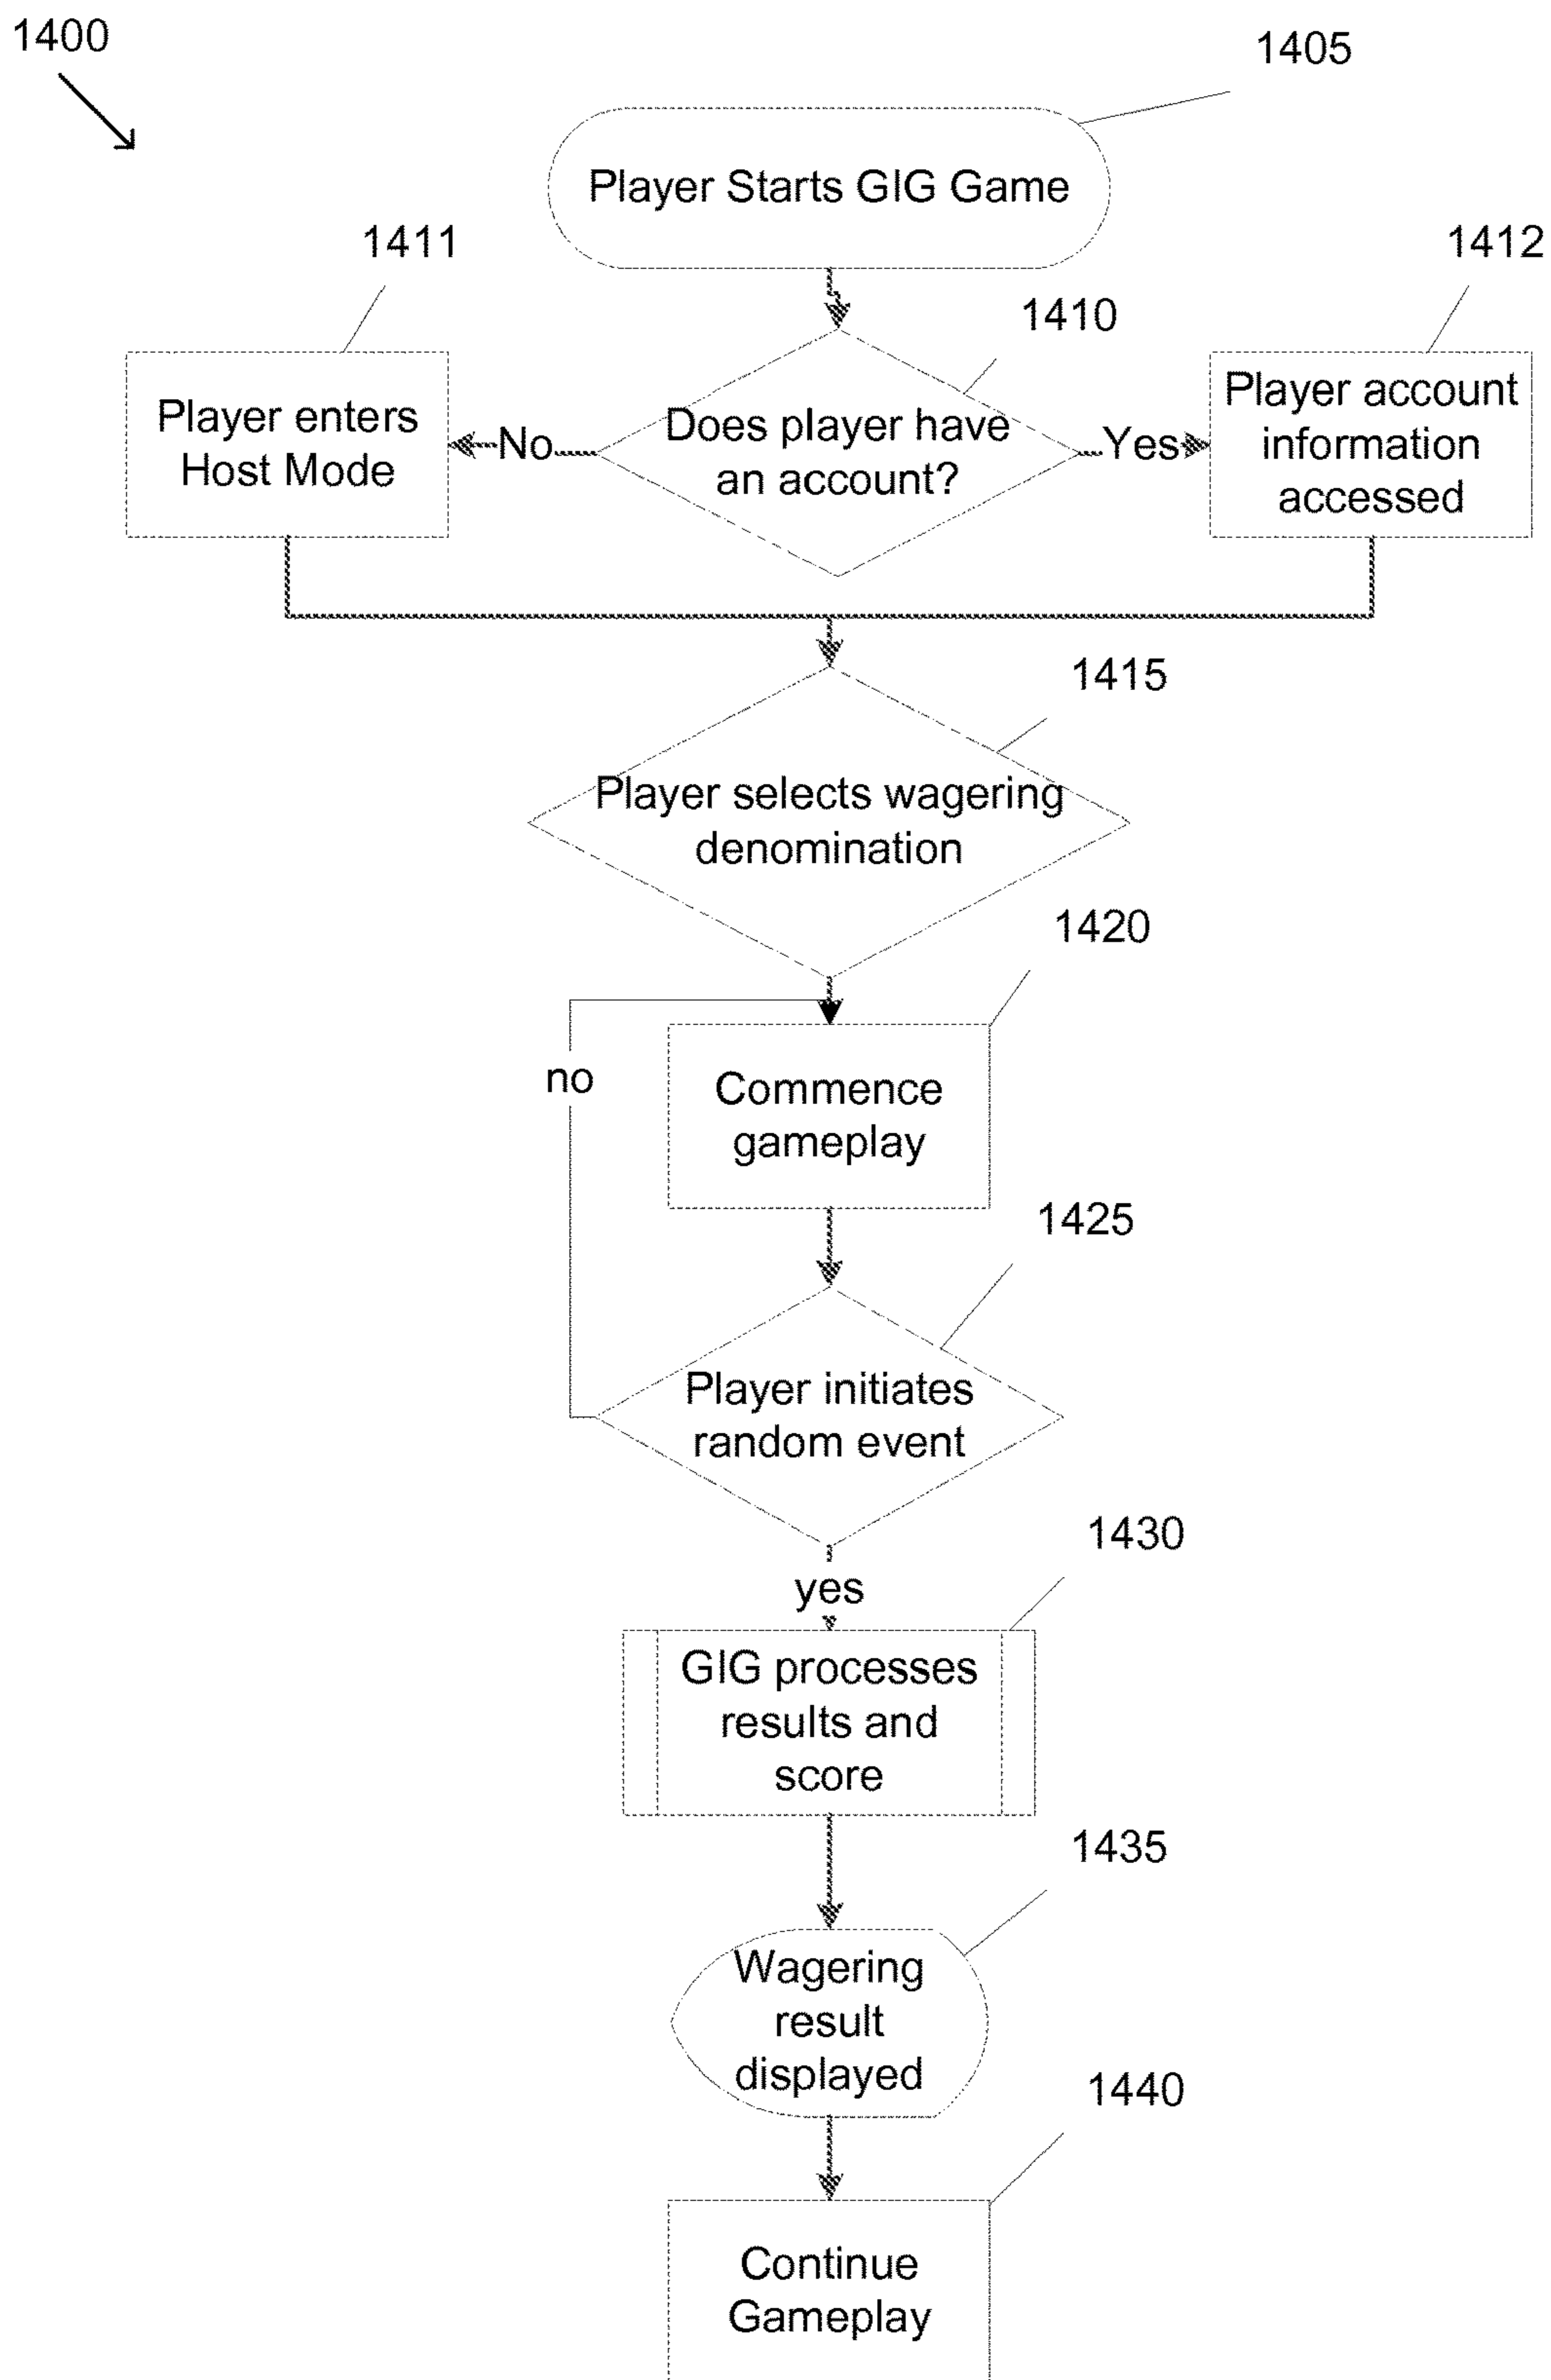 1400
1405
Player Starts GIG Game
1411
1412
1410
Player enters
Host Mode
No
Does player have
an account?
Yes
Player account
information
accessed
1415
Player selects wagering
denomination
1420
no
Commence
gameplay
1425
Player initiates
random event
1430
yes
GIG processes
results and
score
1435
Wagering
result
displayed
1440
Continue
Gameplay